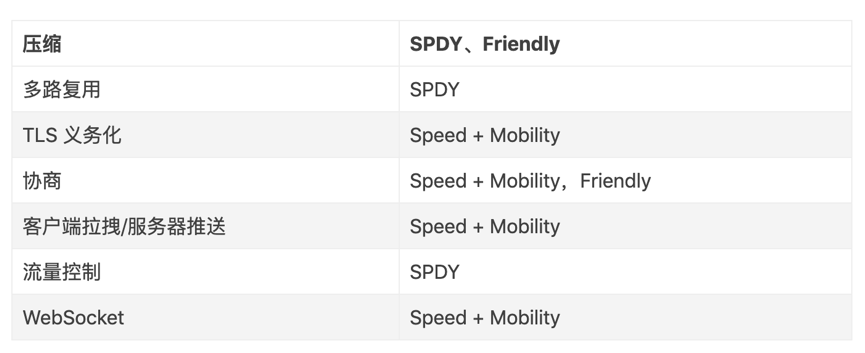 压缩 SPDY、Friendly
多路复用 SPDY
TLS 义务化 Speed + Mobility
协商 Speed + Mobility，Friendly
客户端拉拽/服务器推送 Speed + Mobility
流量控制 SPDY
WebSocket Speed + Mobility